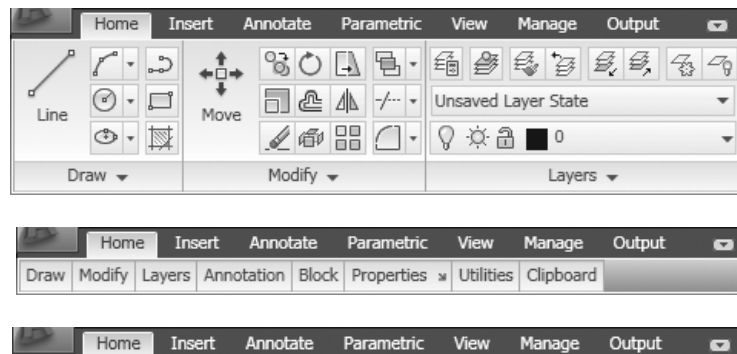 Home Insert Annotate Parametric View Manage Output
Line
Move
Unsaved Layer State
0
Draw Modify Layers
Home Insert Annotate Parametric View Manage Output
Draw Modify Layers Annotation Block Properties Utilities Clipboard
Home Insert Annotate Parametric View Manage Output